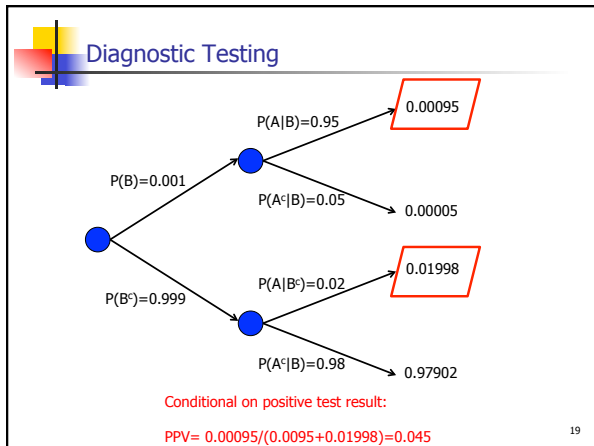 Diagnostic Testing
0.00095
P(A|B)=0.95
P(B)=0.001
P(Aᶜ|B)=0.05
0.00005
0.01998
P(A|Bᶜ)=0.02
P(Bᶜ)=0.999
P(Aᶜ|B)=0.98
0.97902
Conditional on positive test result:
PPV= 0.00095/(0.0095+0.01998)=0.045
19